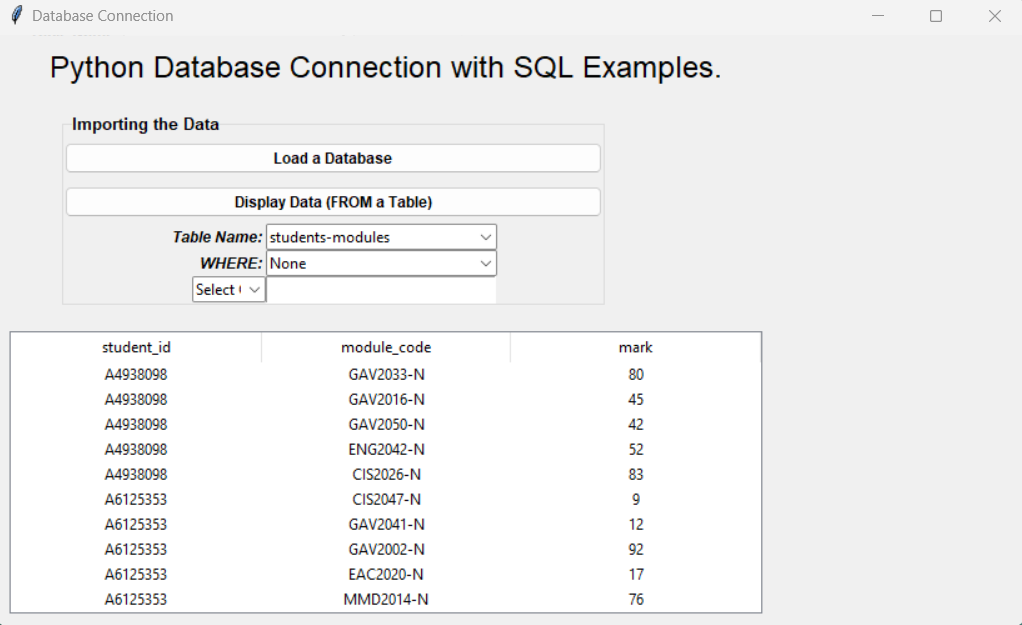 Database Connection
Python Database Connection with SQL Examples.
Importing the Data
Load a Database
Display Data (FROM a Table)
Table Name: students-modules
WHERE: None
Select
student_id module_code mark
A4938098 GAV2033-N 80
A4938098 GAV2016-N 45
A4938098 GAV2050-N 42
A4938098 ENG2042-N 52
A4938098 CIS2026-N 83
A6125353 CIS2047-N 9
A6125353 GAV2041-N 12
A6125353 GAV2002-N 92
A6125353 EAC2020-N 17
A6125353 MMD2014-N 76